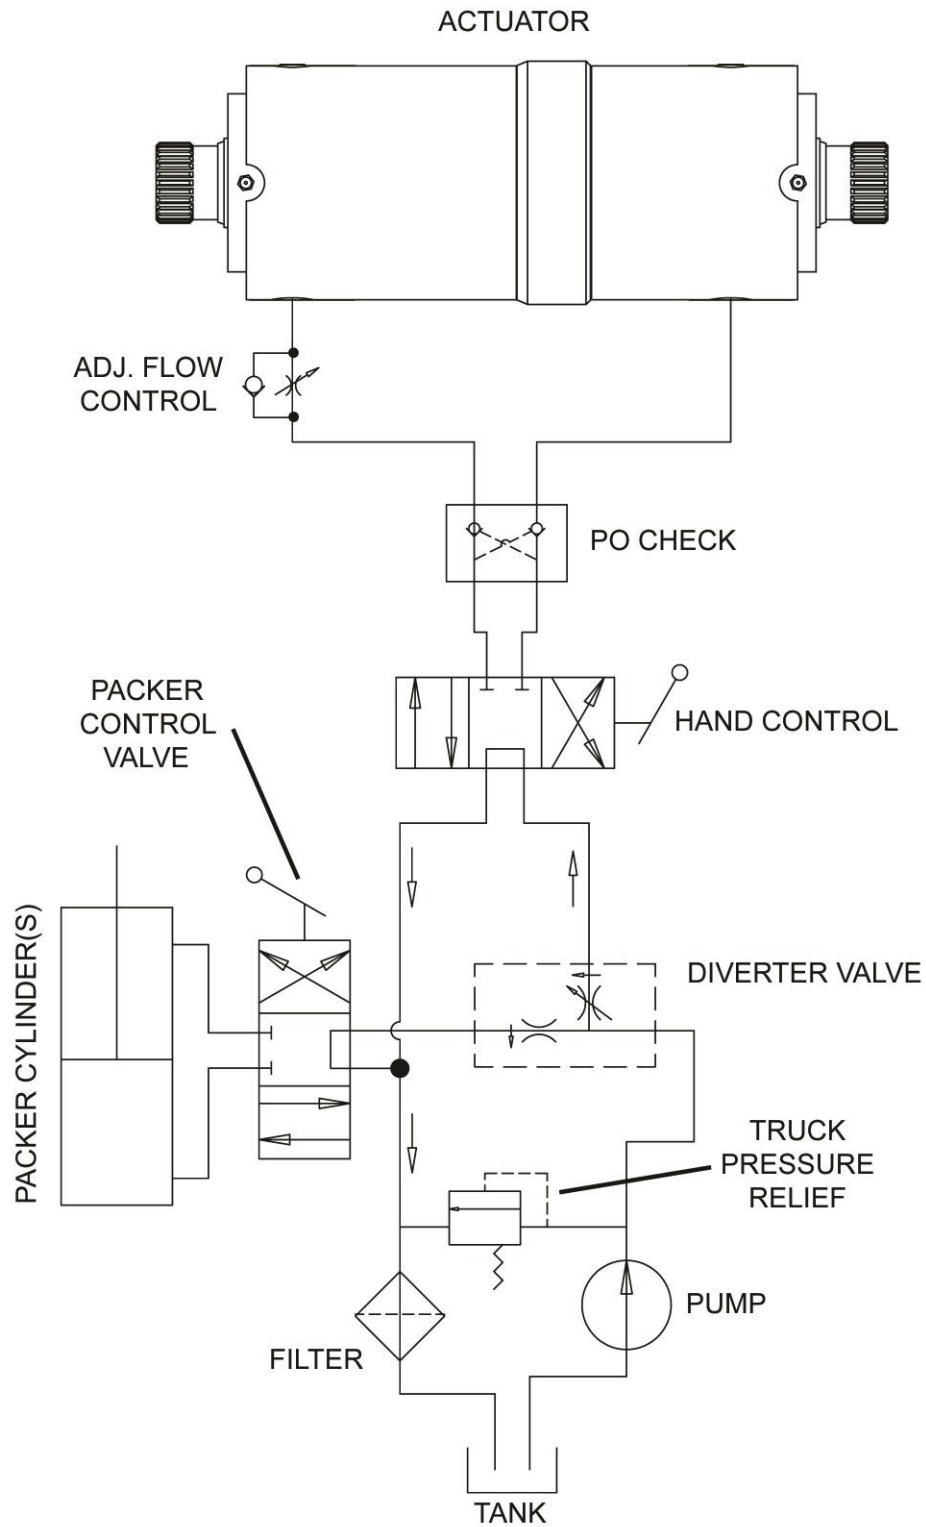 ACTUATOR
ADJ. FLOW
CONTROL
PO CHECK
PACKER
CONTROL
VALVE
HAND CONTROL
PACKER CYLINDER(S)
DIVERTER VALVE
TRUCK
PRESSURE
RELIEF
PUMP
FILTER
TANK